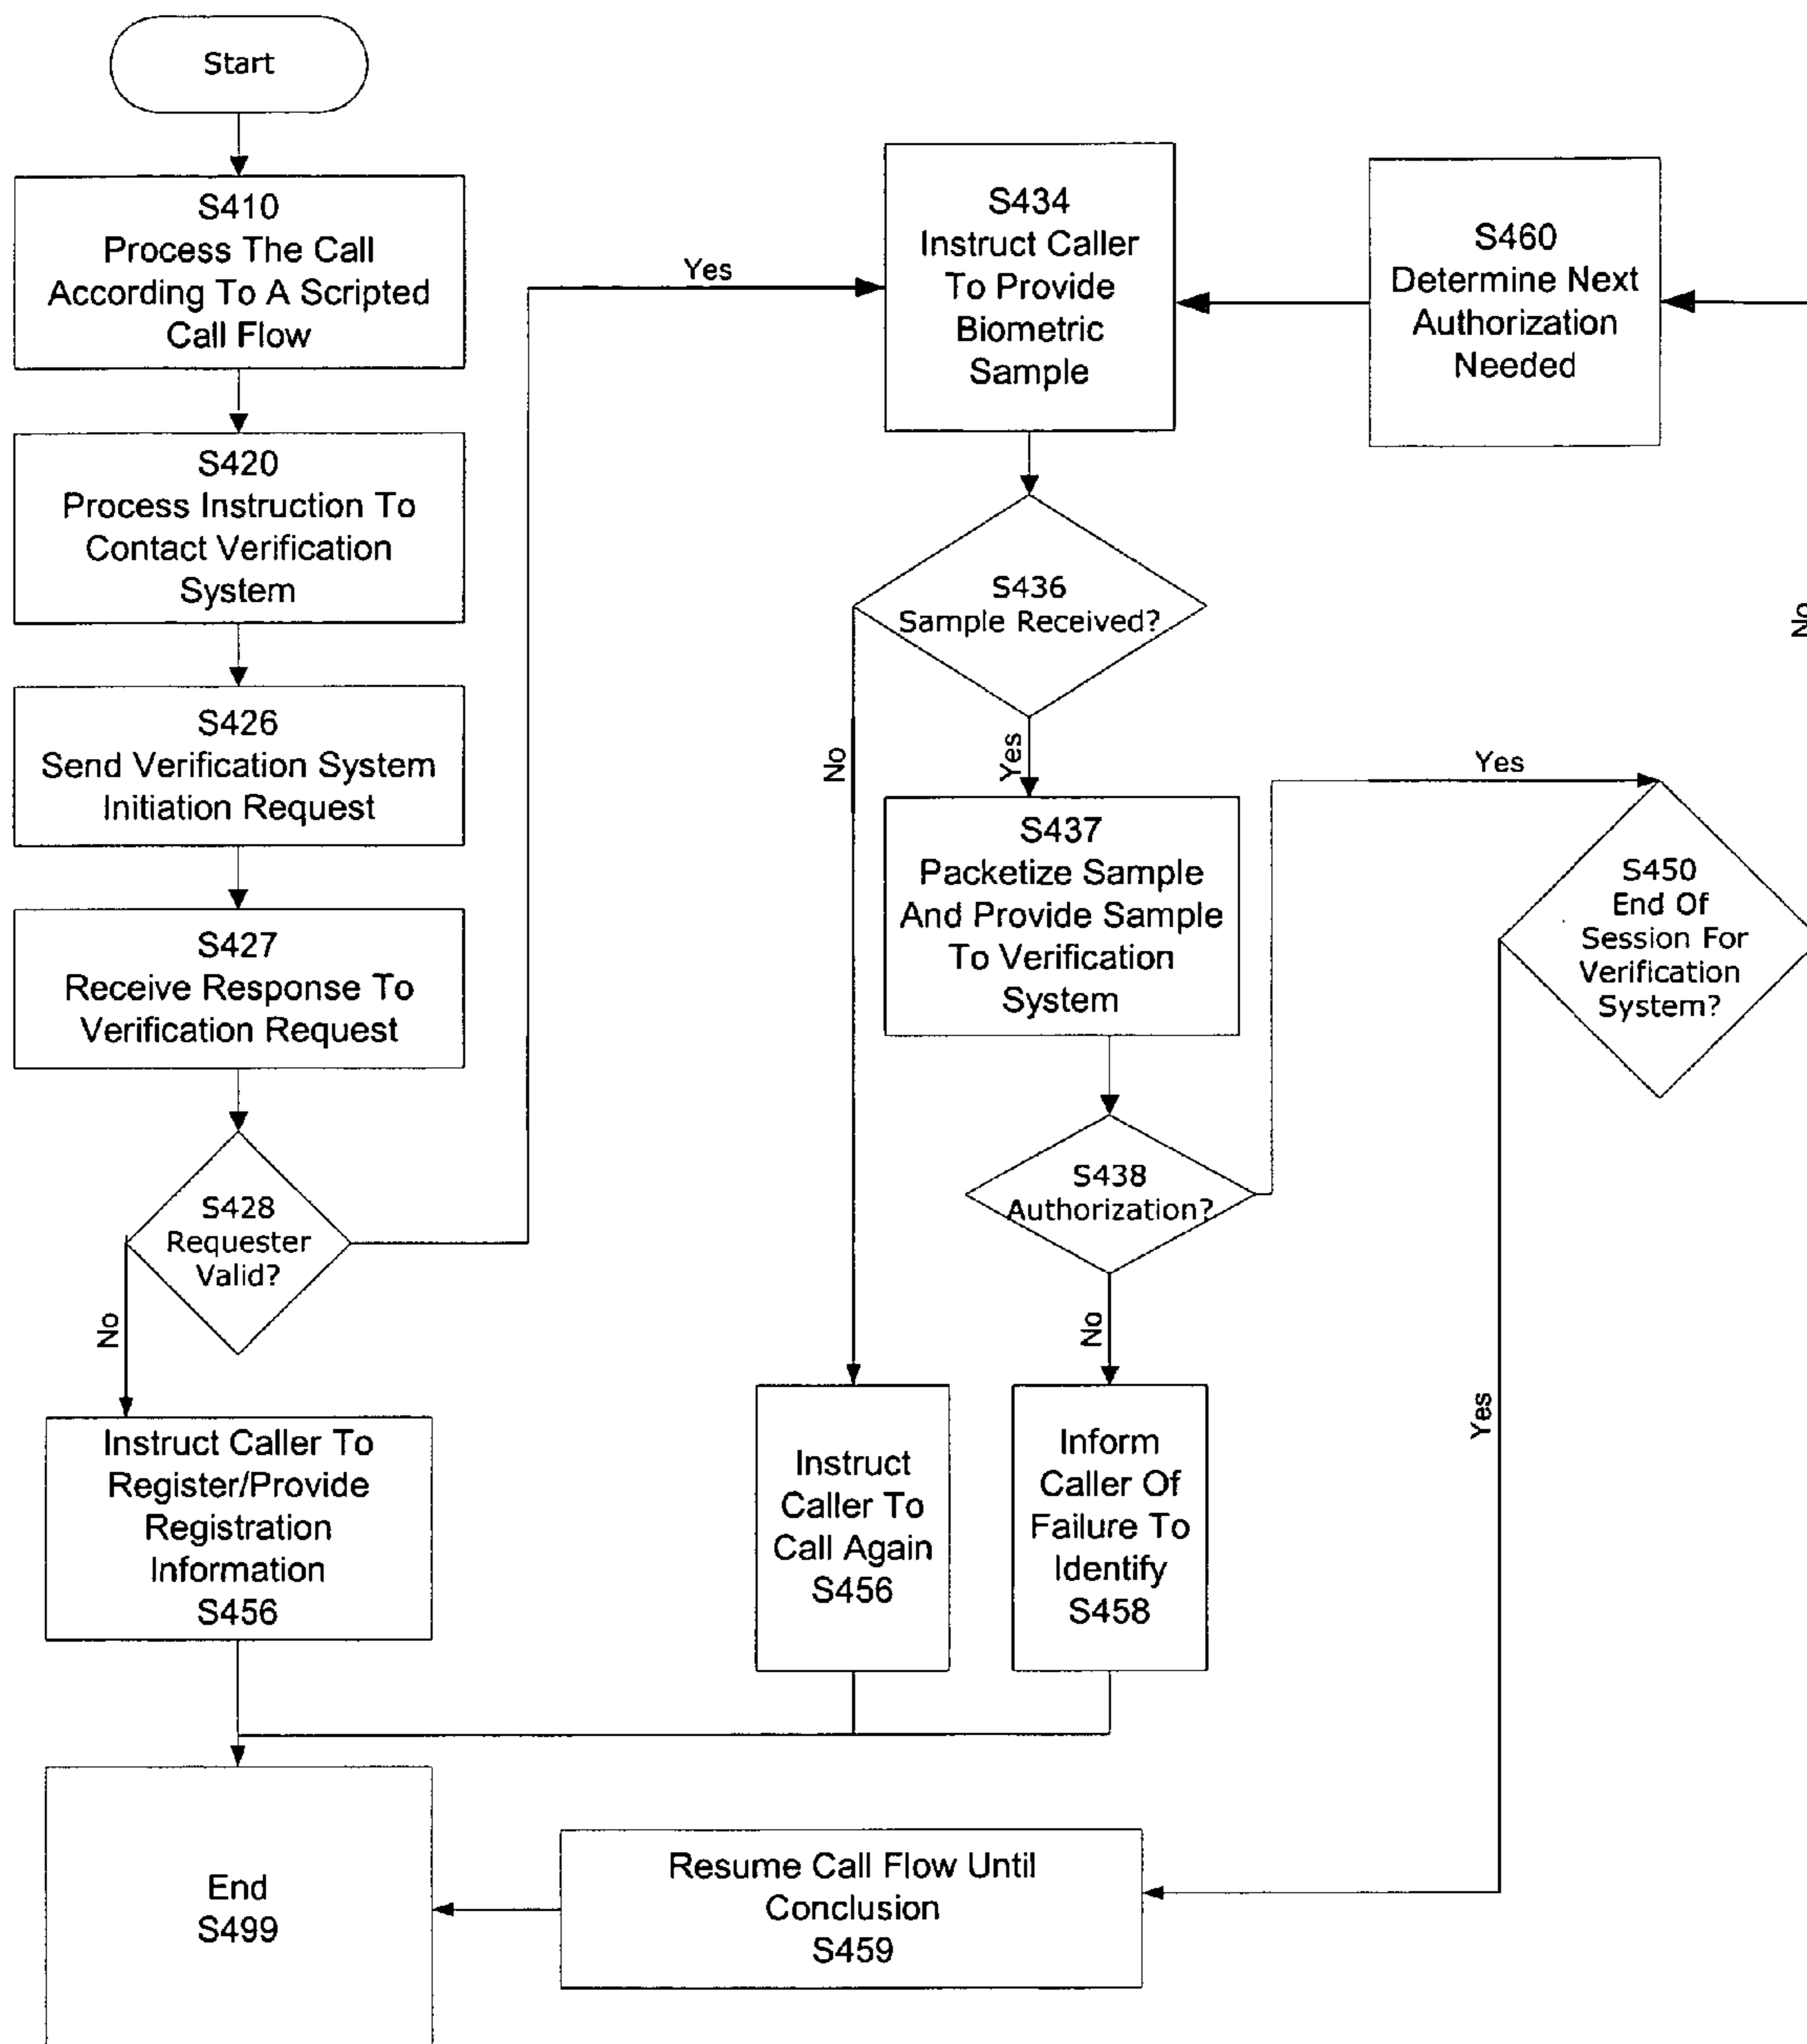 Start
S410
Process The Call
According To A Scripted
Call Flow
S420
Process Instruction To
Contact Verification
System
S426
Send Verification System
Initiation Request
S427
Receive Response To
Verification Request
S428
Requester
Valid?
No
Yes
Instruct Caller To
Register/Provide
Registration
Information
S456
S434
Instruct Caller
To Provide
Biometric
Sample
S460
Determine Next
Authorization
Needed
S436
Sample Received?
No
Yes
S437
Packetize Sample
And Provide Sample
To Verification
System
S438
Authorization?
Yes
No
S450
End Of
Session For
Verification
System?
No
Yes
Instruct
Caller To
Call Again
S456
Inform
Caller Of
Failure To
Identify
S458
Resume Call Flow Until
Conclusion
S459
End
S499